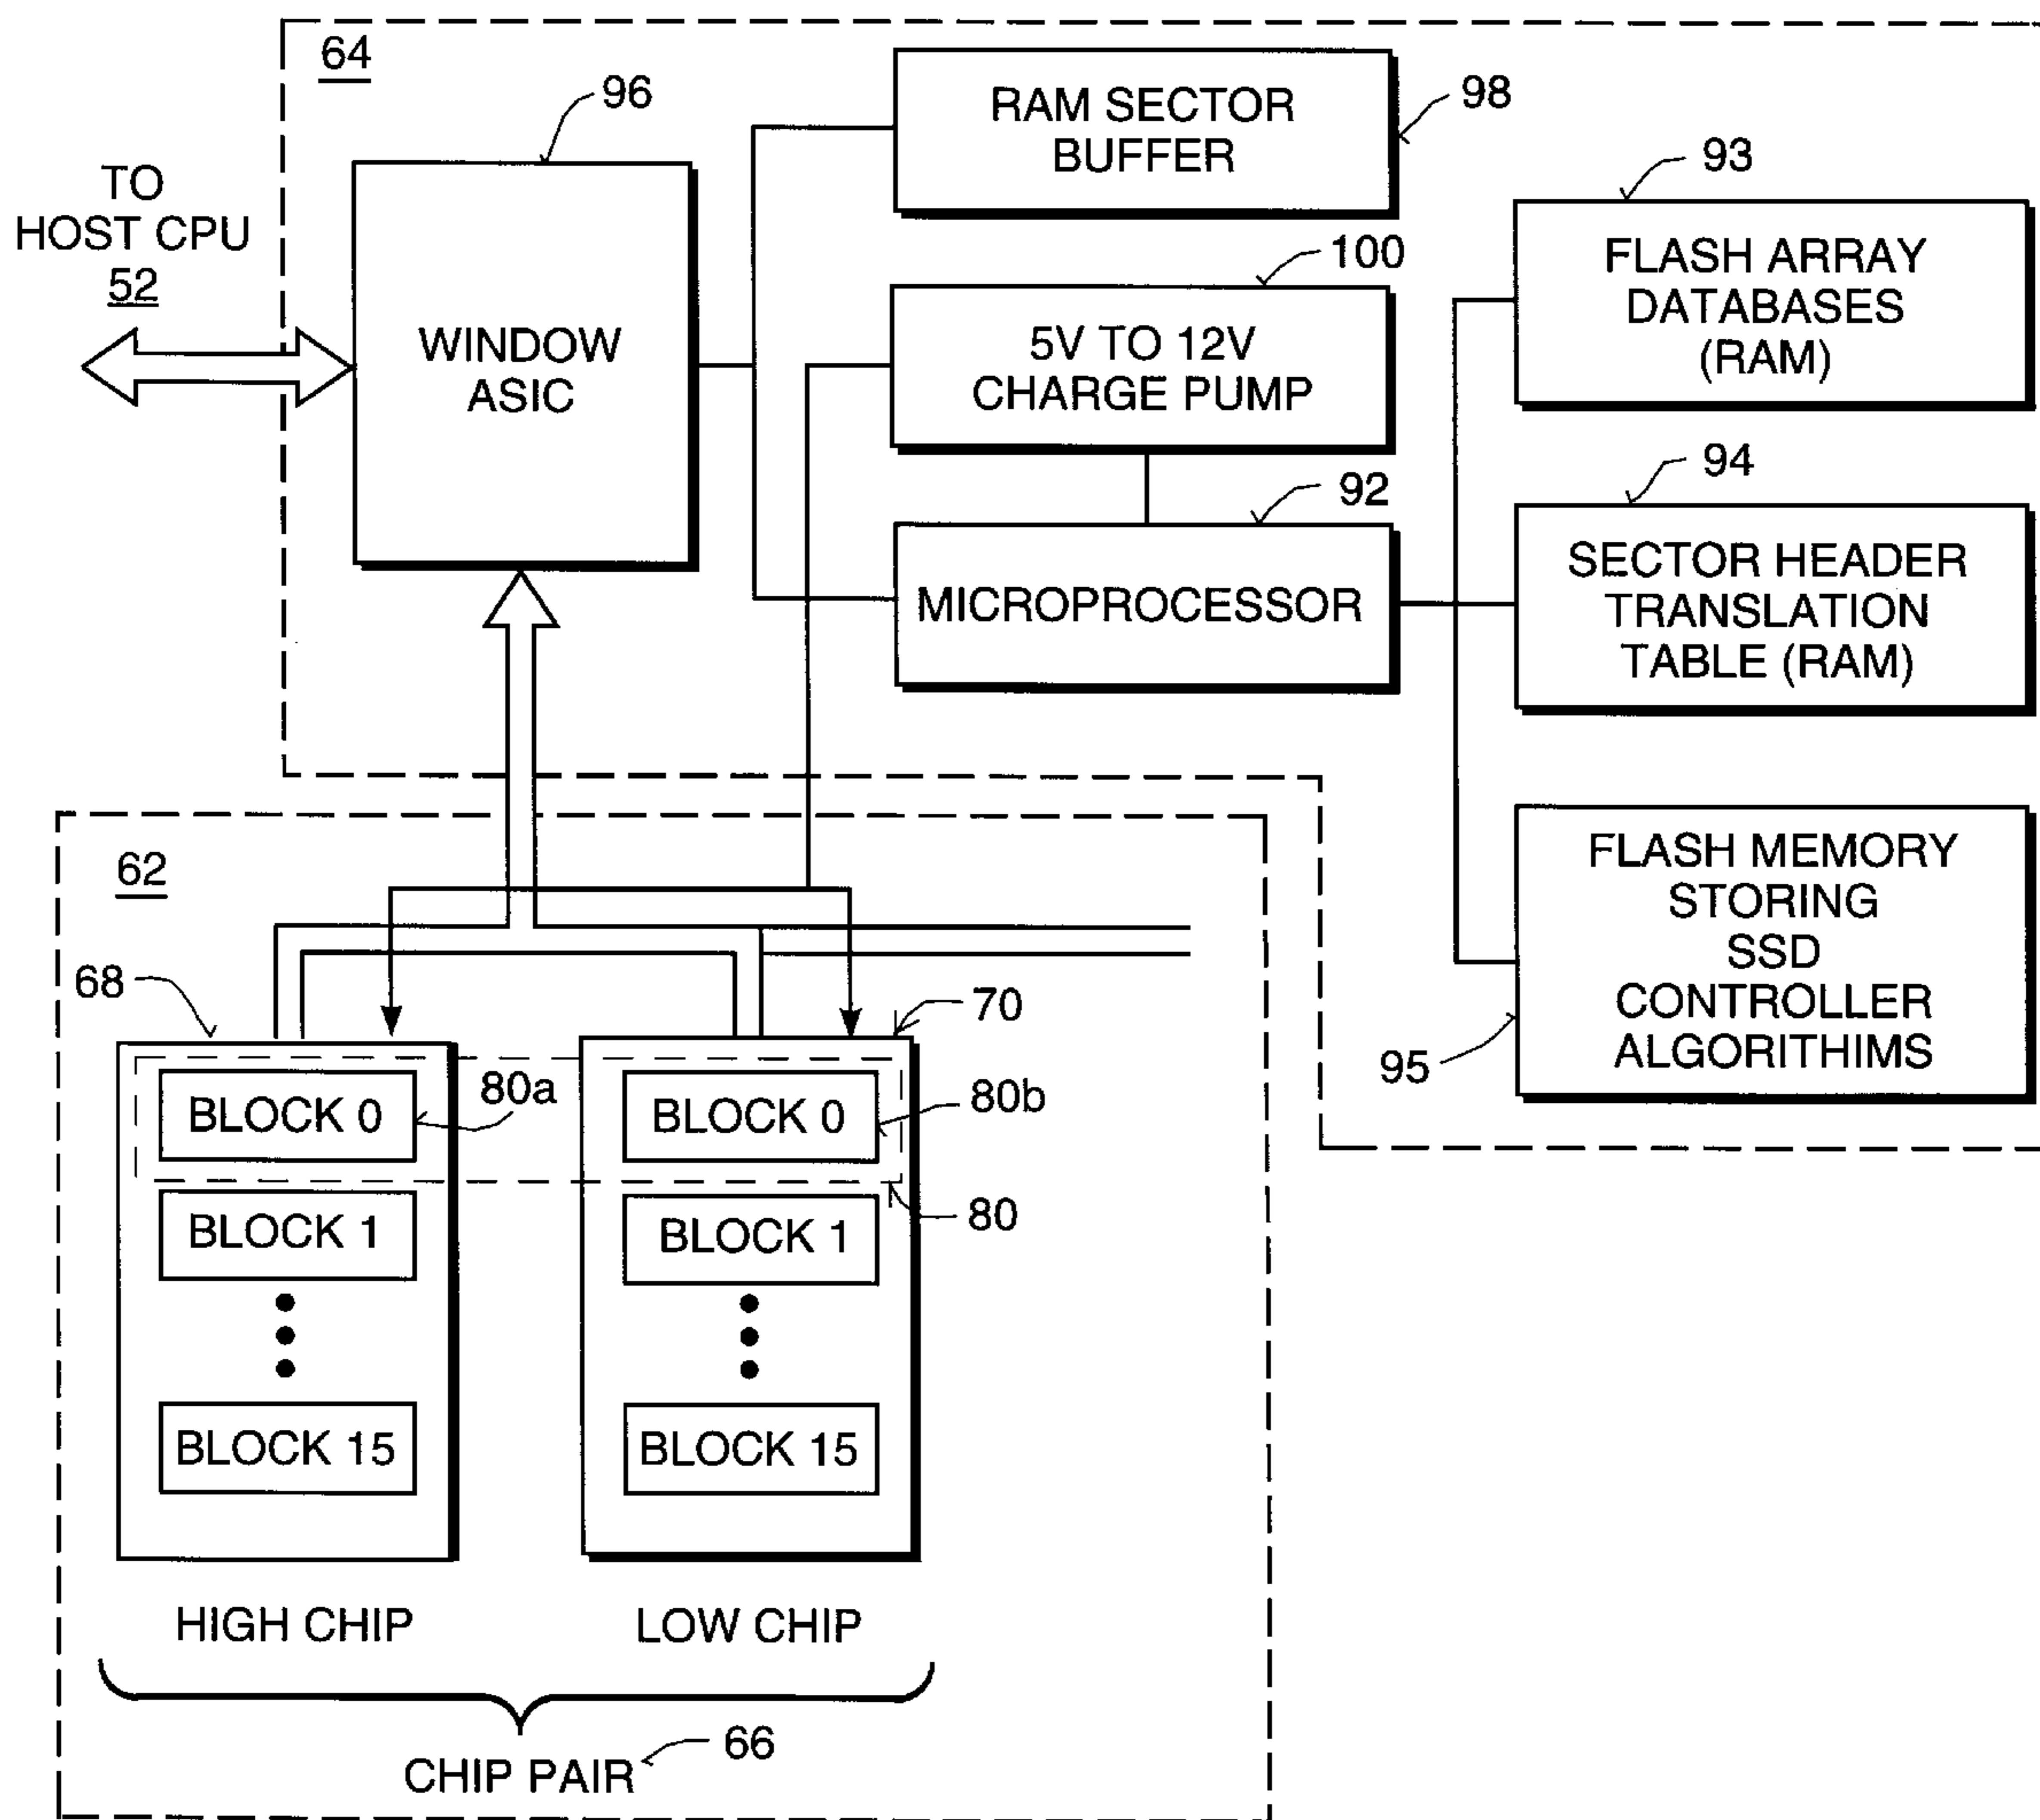 64
96
TO
HOST CPU
52
WINDOW
ASIC
RAM SECTOR
BUFFER
98
100
5V TO 12V
CHARGE PUMP
92
MICROPROCESSOR
93
FLASH ARRAY
DATABASES
(RAM)
94
SECTOR HEADER
TRANSLATION
TABLE (RAM)
FLASH MEMORY
STORING
SSD
CONTROLLER
ALGORITHIMS
95
62
68
70
BLOCK 0
80a
BLOCK 0
80b
80
BLOCK 1
BLOCK 1
BLOCK 15
BLOCK 15
HIGH CHIP
LOW CHIP
CHIP PAIR
66